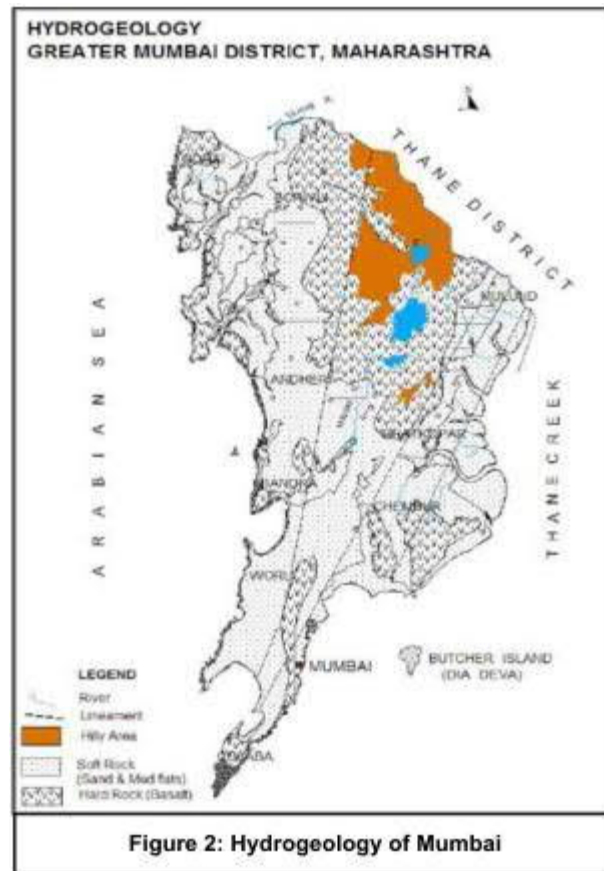 HYDROGEOLOGY
GREATER MUMBAI DISTRICT, MAHARASHTRA
N
THANE DISTRICT
MULUND
ARABIAN SEA
ANDHERI
THANE CREEK
BANDRA
CHEMBUR
WORLI
MUMBAI
BUTCHER ISLAND
(DIA DEVA)
LEGEND
River
Lineament
Hilly Area
Soft Rock
(Sand & Mud flats)
Hard Rock (Basalt)
Figure 2: Hydrogeology of Mumbai